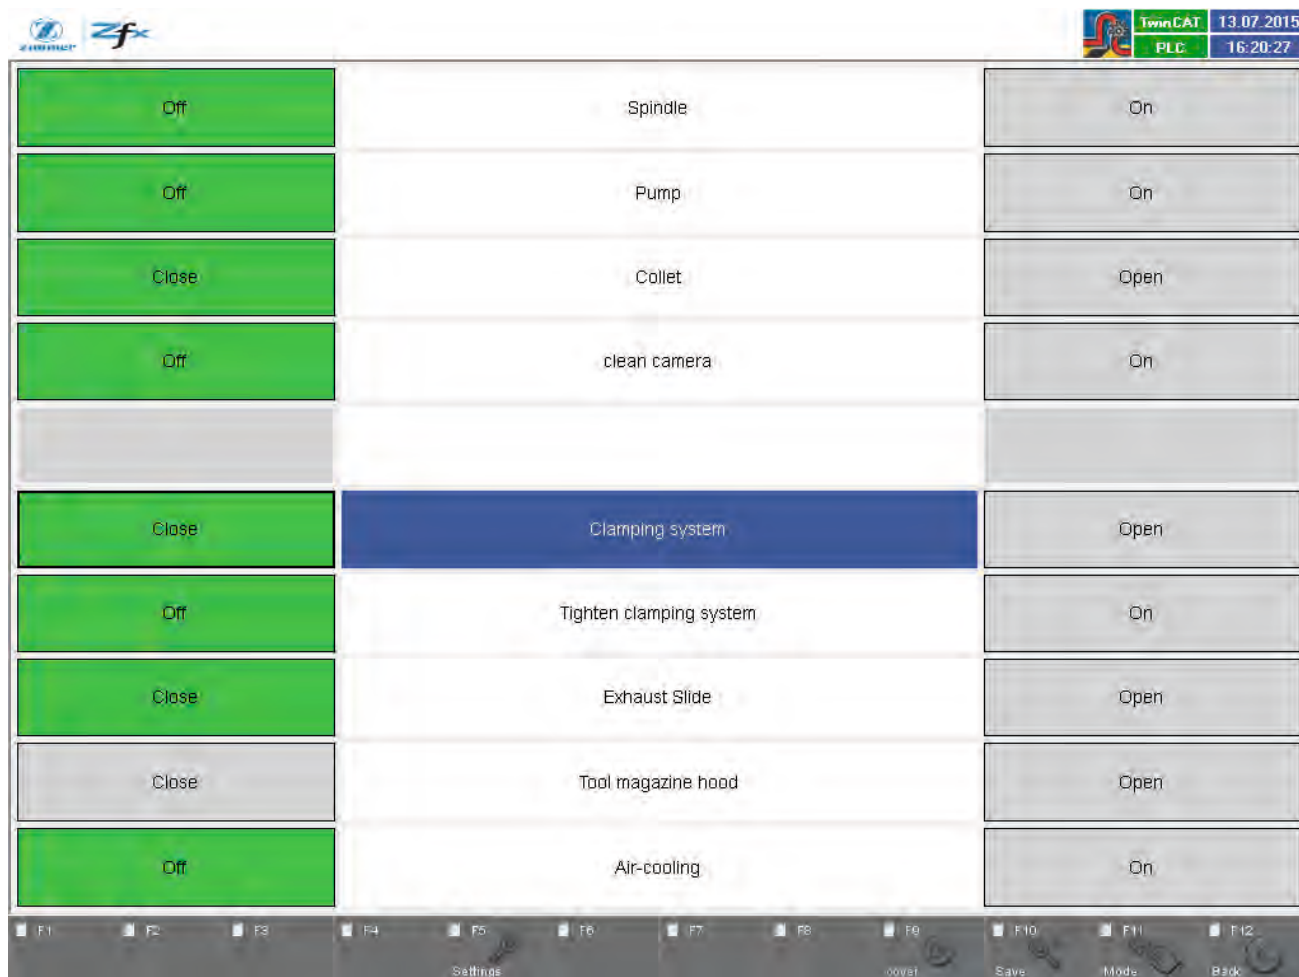 zimmer Zfx TwinCAT 13.07.2015
PLC 16:20:27
Off Spindle On
Off Pump On
Close Collet Open
Off clean camera On
Close Clamping system Open
Off Tighten clamping system On
Close Exhaust Slide Open
Close Tool magazine hood Open
Off Air-cooling On
F1 F2 F3 F4 F5 F6 F7 F8 F9 F10 F11 F12
Settings cover Save Mode Back